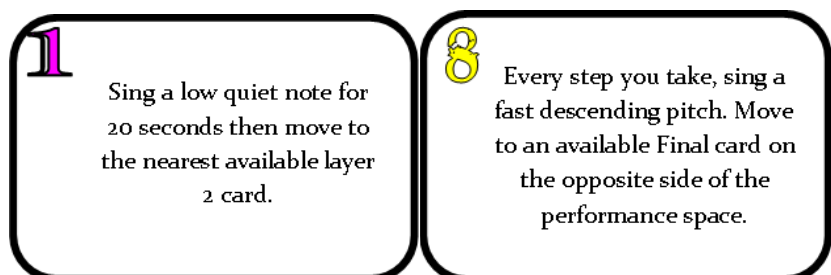 1
Sing a low quiet note for
20 seconds then move to
the nearest available layer
2 card.
8
Every step you take, sing a
fast descending pitch. Move
to an available Final card on
the opposite side of the
performance space.